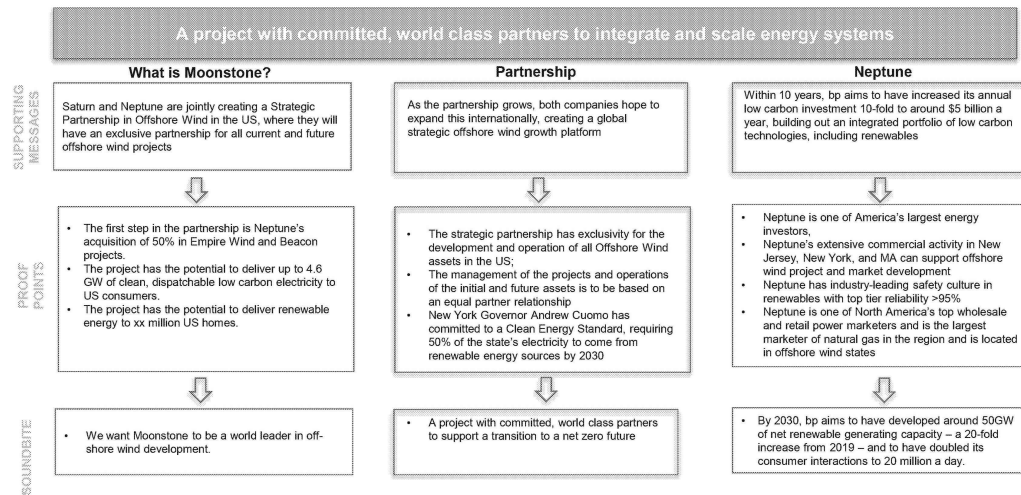 A project with committed, world class partners to integrate and scale energy systems
What is Moonstone?
Partnership
Neptune
SUPPORTING
MESSAGES
Saturn and Neptune are jointly creating a Strategic
Partnership in Offshore Wind in the US, where they will
have an exclusive partnership for all current and future
offshore wind projects
As the partnership grows, both companies hope to
expand this internationally, creating a global
strategic offshore wind growth platform
Within 10 years, bp aims to have increased its annual
low carbon investment 10-fold to around $5 billion a
year, building out an integrated portfolio of low carbon
technologies, including renewables
PROOF
POINTS
• The first step in the partnership is Neptune's
acquisition of 50% in Empire Wind and Beacon
projects.
• The project has the potential to deliver up to 4.6
GW of clean, dispatchable low carbon electricity to
US consumers.
• The project has the potential to deliver renewable
energy to xx million US homes.
• The strategic partnership has exclusivity for the
development and operation of all Offshore Wind
assets in the US;
• The management of the projects and operations
of the initial and future assets is to be based on
an equal partner relationship
• New York Governor Andrew Cuomo has
committed to a Clean Energy Standard, requiring
50% of the state's electricity to come from
renewable energy sources by 2030
• Neptune is one of America's largest energy
investors,
• Neptune's extensive commercial activity in New
Jersey, New York, and MA can support offshore
wind project and market development
• Neptune has industry-leading safety culture in
renewables with top tier reliability >95%
• Neptune is one of North America's top wholesale
and retail power marketers and is the largest
marketer of natural gas in the region and is located
in offshore wind states
SOUNDBITE
• We want Moonstone to be a world leader in off-
shore wind development.
• A project with committed, world class partners
to support a transition to a net zero future
• By 2030, bp aims to have developed around 50GW
of net renewable generating capacity – a 20-fold
increase from 2019 – and to have doubled its
consumer interactions to 20 million a day.